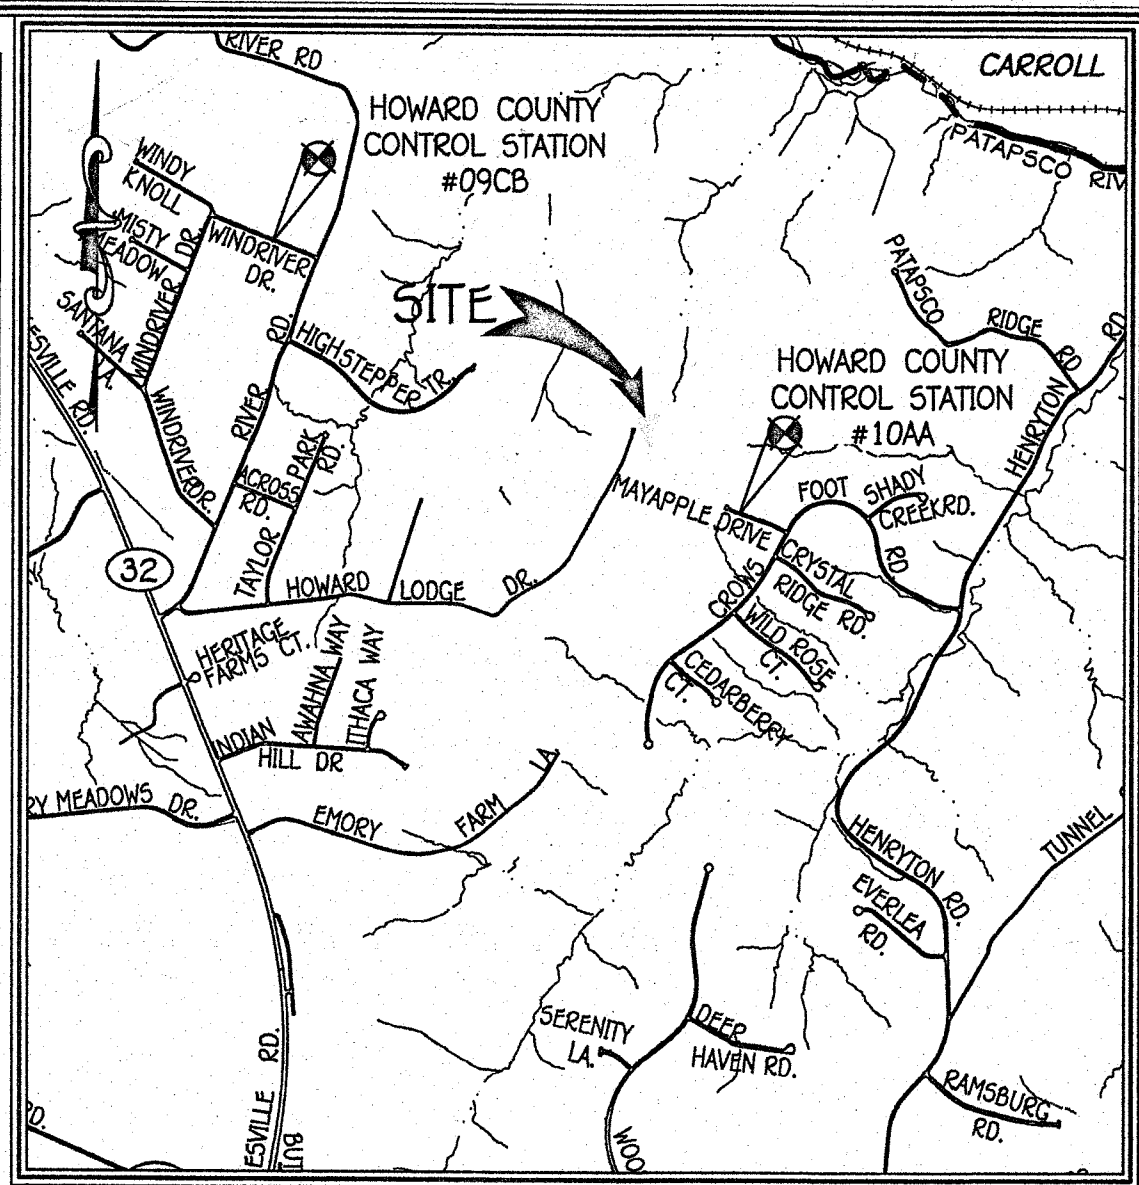 RIVER RD
CARROLL
HOWARD COUNTY
CONTROL STATION
#09CB
PATAPSCO RIV
WINDY
KNOLL
MISTY
MEADOW
WINDRIVER DR.
WINDRIVER
DR.
SANTANA
LA.
ESVILLE RD.
WINDRIVER DR.
RIVER RD.
HIGHSTEPPER TR.
SITE
PATAPSCO
RIDGE
RD
HENRYTON RD
HOWARD COUNTY
CONTROL STATION
#10AA
ACROSS
RD.
PARK
RD.
TAYLOR
MAYAPPLE DRIVE
FOOT
RD
SHADY
CREEK RD.
CROWS
CRYSTAL
RIDGE RD.
32
HOWARD LODGE DR.
WILD ROSE
CT.
CEDARBERRY
CT.
HERITAGE
FARMS CT.
AWAHNA WAY
ITHACA WAY
INDIAN
HILL DR
RY MEADOWS DR.
EMORY FARM LA
HENRYTON RD.
TUNNEL
EVERLEA
RD.
SERENITY
LA.
DEER
HAVEN RD.
RAMSBURG
RD.
ESVILLE RD.
BUT
WOO
RD.